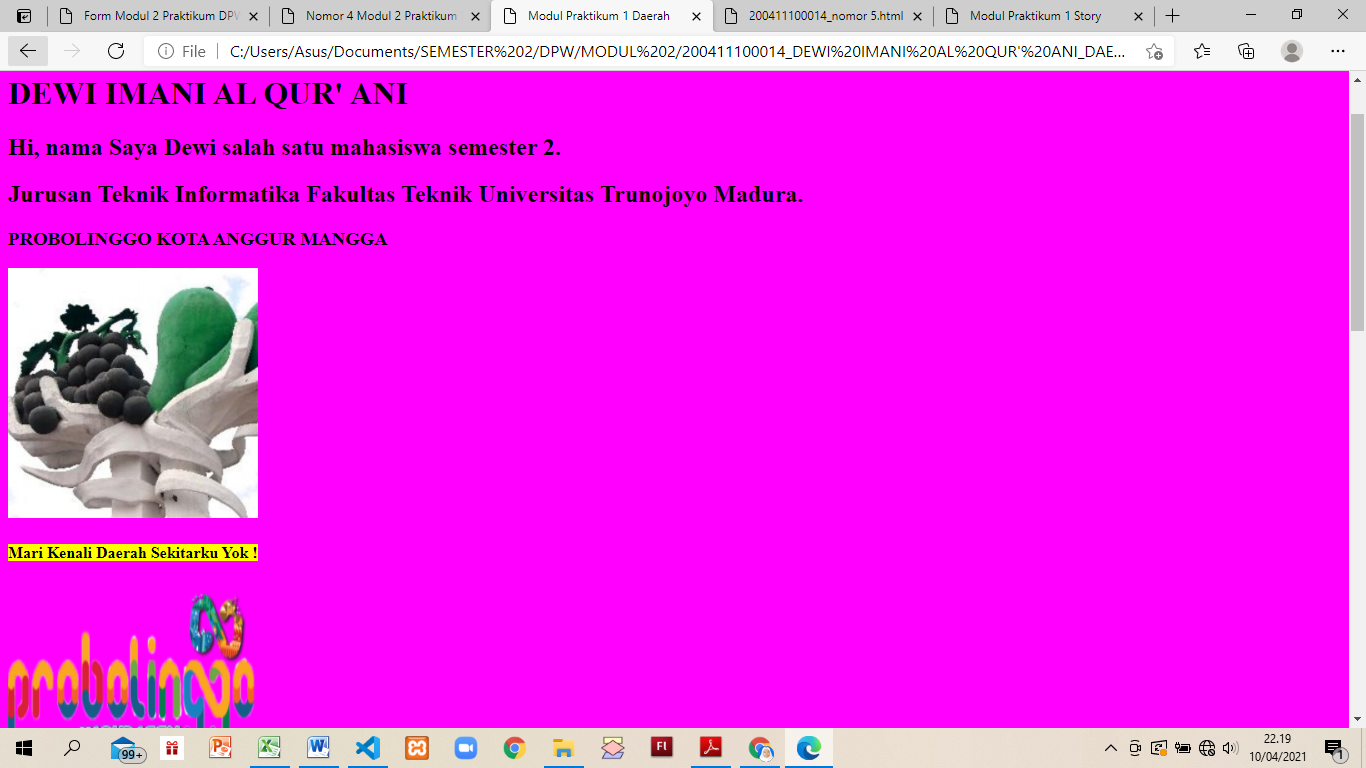 Form Modul 2 Praktikum DPW
Nomor 4 Modul 2 Praktikum
Modul Praktikum 1 Daerah
200411100014_nomor 5.html
Modul Praktikum 1 Story
File
C:/Users/Asus/Documents/SEMESTER%202/DPW/MODUL%202/200411100014_DEWI%20IMANI%20AL%20QUR'%20ANI_DAE...
DEWI IMANI AL QUR' ANI
Hi, nama Saya Dewi salah satu mahasiswa semester 2.
Jurusan Teknik Informatika Fakultas Teknik Universitas Trunojoyo Madura.
PROBOLINGGO KOTA ANGGUR MANGGA
Mari Kenali Daerah Sekitarku Yok !
probolinggo
99+
22.19
10/04/2021
1